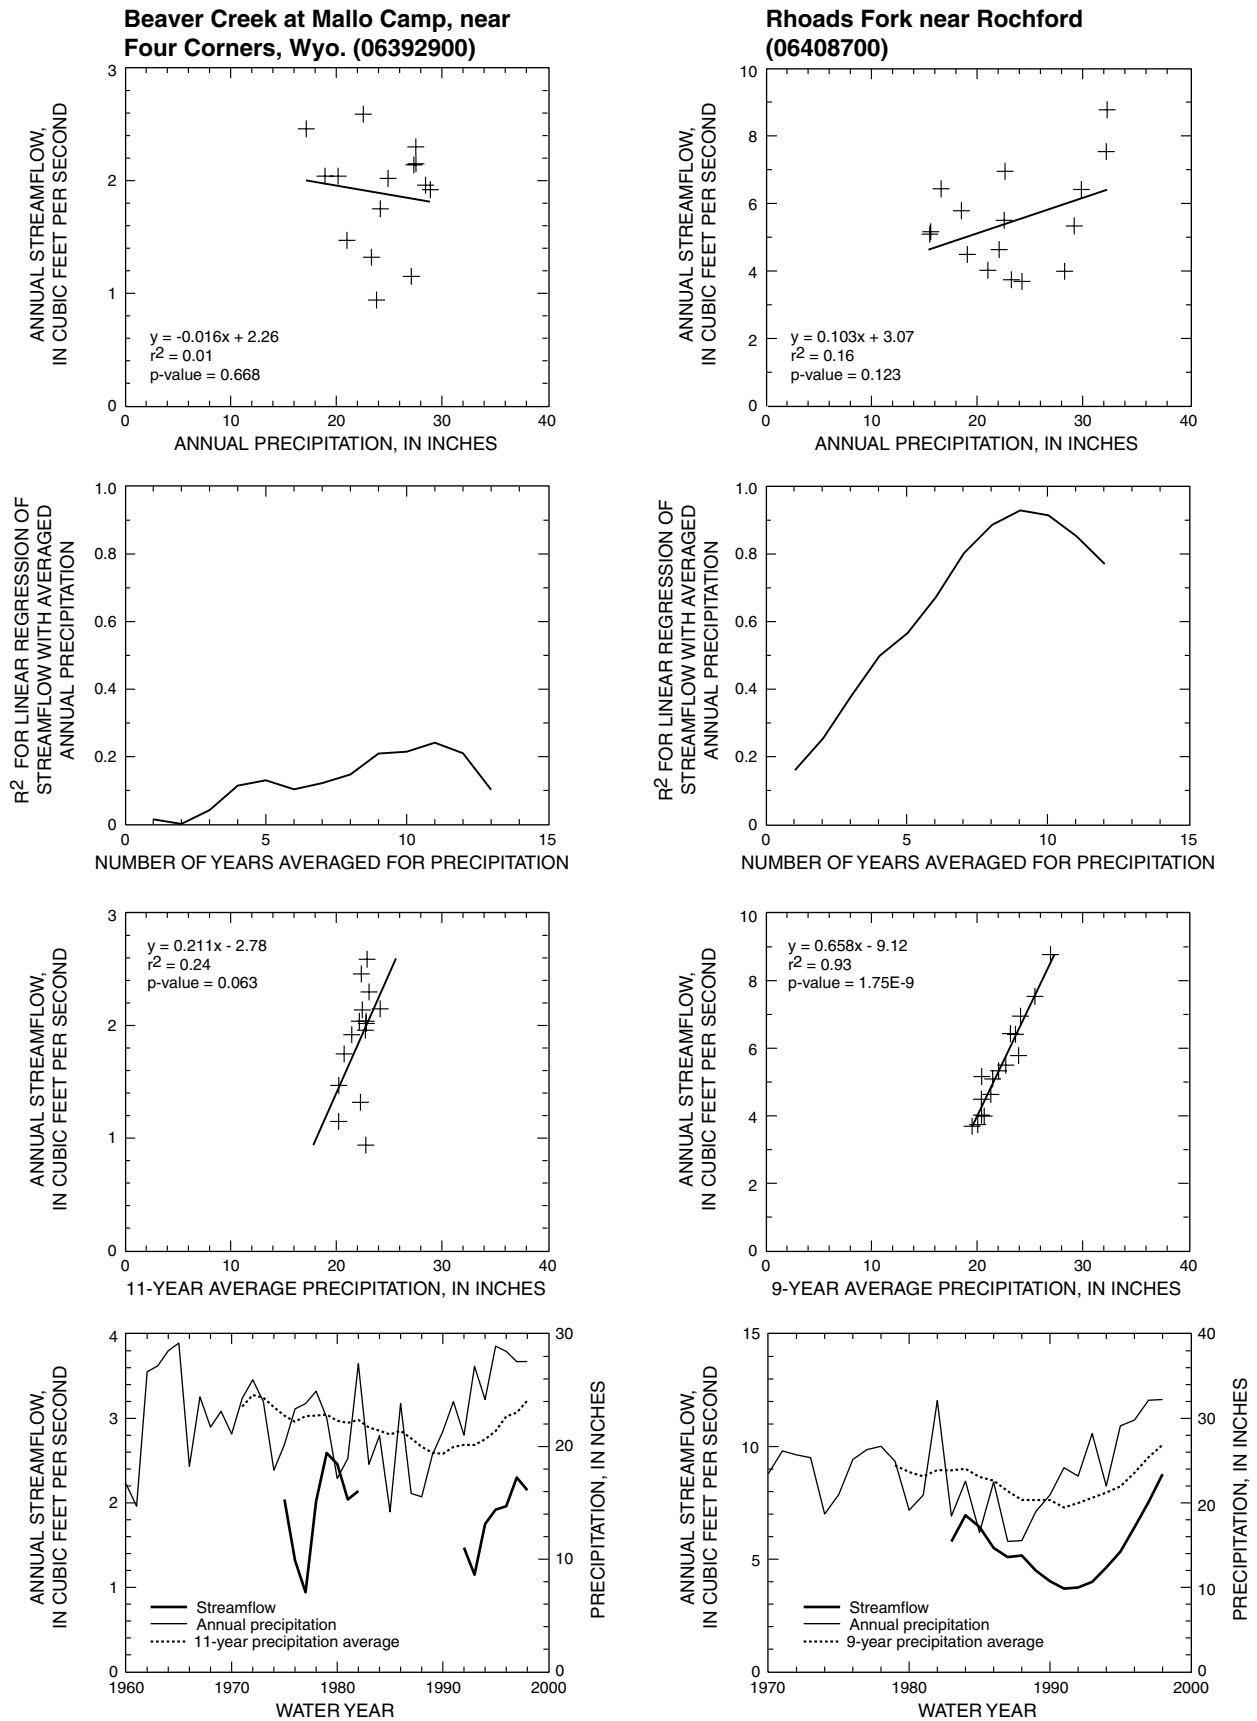 Beaver Creek at Mallo Camp, near
Four Corners, Wyo. (06392900)
ANNUAL STREAMFLOW,
IN CUBIC FEET PER SECOND
3
2
1
0
y = -0.016x + 2.26
r2 = 0.01
p-value = 0.668
0 10 20 30 40
ANNUAL PRECIPITATION, IN INCHES
Rhoads Fork near Rochford
(06408700)
ANNUAL STREAMFLOW,
IN CUBIC FEET PER SECOND
10
8
6
4
2
0
y = 0.103x + 3.07
r2 = 0.16
p-value = 0.123
0 10 20 30 40
ANNUAL PRECIPITATION, IN INCHES
R2 FOR LINEAR REGRESSION OF
STREAMFLOW WITH AVERAGED
ANNUAL PRECIPITATION
1.0
0.8
0.6
0.4
0.2
0
0 5 10 15
NUMBER OF YEARS AVERAGED FOR PRECIPITATION
R2 FOR LINEAR REGRESSION OF
STREAMFLOW WITH AVERAGED
ANNUAL PRECIPITATION
1.0
0.8
0.6
0.4
0.2
0
0 5 10 15
NUMBER OF YEARS AVERAGED FOR PRECIPITATION
ANNUAL STREAMFLOW,
IN CUBIC FEET PER SECOND
3
2
1
0
y = 0.211x - 2.78
r2 = 0.24
p-value = 0.063
0 10 20 30 40
11-YEAR AVERAGE PRECIPITATION, IN INCHES
ANNUAL STREAMFLOW,
IN CUBIC FEET PER SECOND
10
8
6
4
2
0
y = 0.658x - 9.12
r2 = 0.93
p-value = 1.75E-9
0 10 20 30 40
9-YEAR AVERAGE PRECIPITATION, IN INCHES
ANNUAL STREAMFLOW,
IN CUBIC FEET PER SECOND
4
3
2
1
0
Streamflow
Annual precipitation
11-year precipitation average
30
20
10
0
PRECIPITATION, IN NCHES
1960 1970 1980 1990 2000
WATER YEAR
ANNUAL STREAMFLOW,
IN CUBIC FEET PER SECOND
15
10
5
0
Streamflow
Annual precipitation
9-year precipitation average
40
30
20
10
0
PRECIPITATION, IN INCHES
1970 1980 1990 2000
WATER YEAR